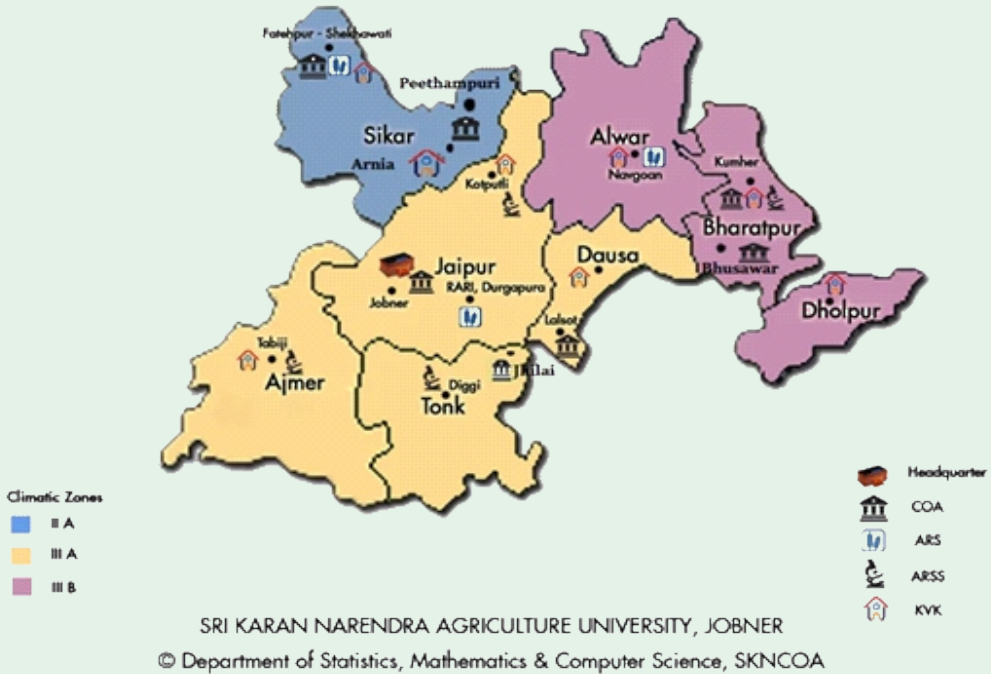 Fatehpur - Shekhawati
Peethampuri
Sikar
Arnia
Kotputli
Alwar
Navgoan
Kumher
Bharatpur
Bhusawar
Dausa
Jaipur
RARI, Durgapura
Jobner
Lalsot
Dholpur
Tabiji
Ajmer
Jhilai
Diggi
Tonk
Climatic Zones
II A
III A
III B
Headquarter
COA
ARS
ARSS
KVK
SRI KARAN NARENDRA AGRICULTURE UNIVERSITY, JOBNER
© Department of Statistics, Mathematics & Computer Science, SKNCOA